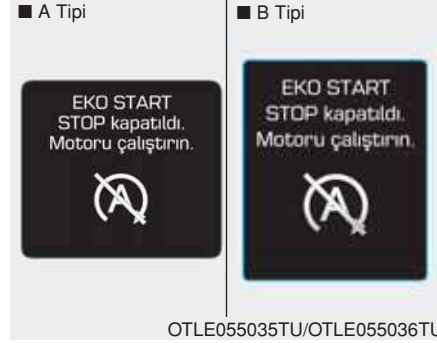 ■ A Tipi
EKO START
STOP kapatıldı.
Motoru çalıştırın.
■ B Tipi
EKO START
STOP kapatıldı.
Motoru çalıştırın.
OTLE055035TU/OTLE055036TU